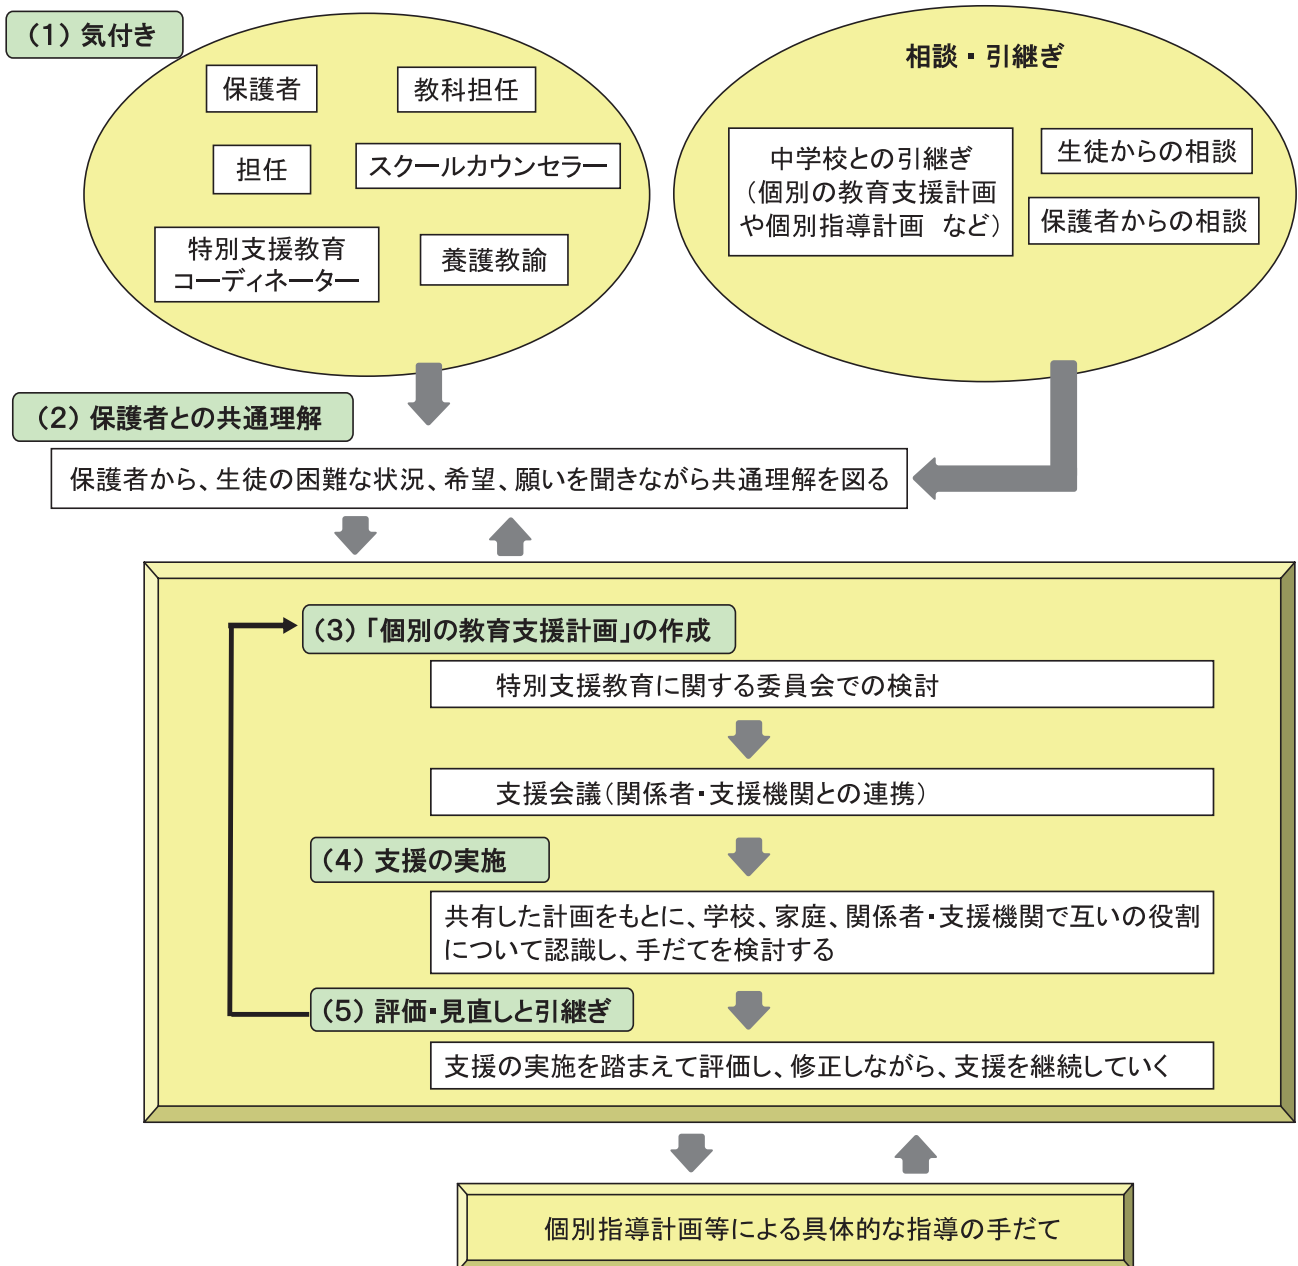 （1）気付き
保護者
教科担任
担任
スクールカウンセラー
特別支援教育
コーディネーター
養護教諭
相談・引継ぎ
中学校との引継ぎ
（個別の教育支援計画
や個別指導計画　など）
生徒からの相談
保護者からの相談
（2）保護者との共通理解
保護者から、生徒の困難な状況、希望、願いを聞きながら共通理解を図る
（3）「個別の教育支援計画」の作成
特別支援教育に関する委員会での検討
支援会議（関係者・支援機関との連携）
（4）支援の実施
共有した計画をもとに、学校、家庭、関係者・支援機関で互いの役割
について認識し、手だてを検討する
（5）評価・見直しと引継ぎ
支援の実施を踏まえて評価し、修正しながら、支援を継続していく
個別指導計画等による具体的な指導の手だて